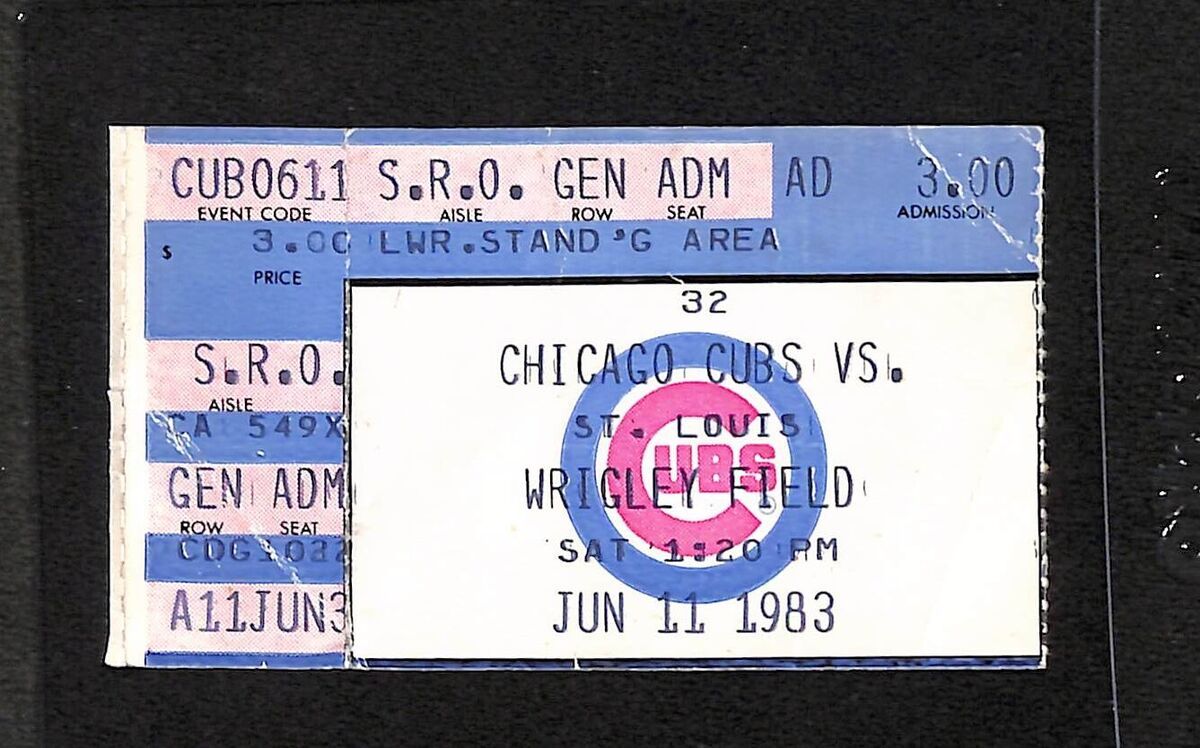 CUB0611 S.R.O. GEN ADM AD 3.00
EVENT CODE AISLE ROW SEAT ADMISSION
$ 3.00 LWR.STAND'G AREA
PRICE
32
CHICAGO CUBS VS.
ST. LOUIS
CUBS
WRIGLEY FIELD
®
SAT 1:20 PM
JUN 11 1983
S.R.O.
AISLE
CA 549X
GEN ADM
ROW SEAT
A11JUN3